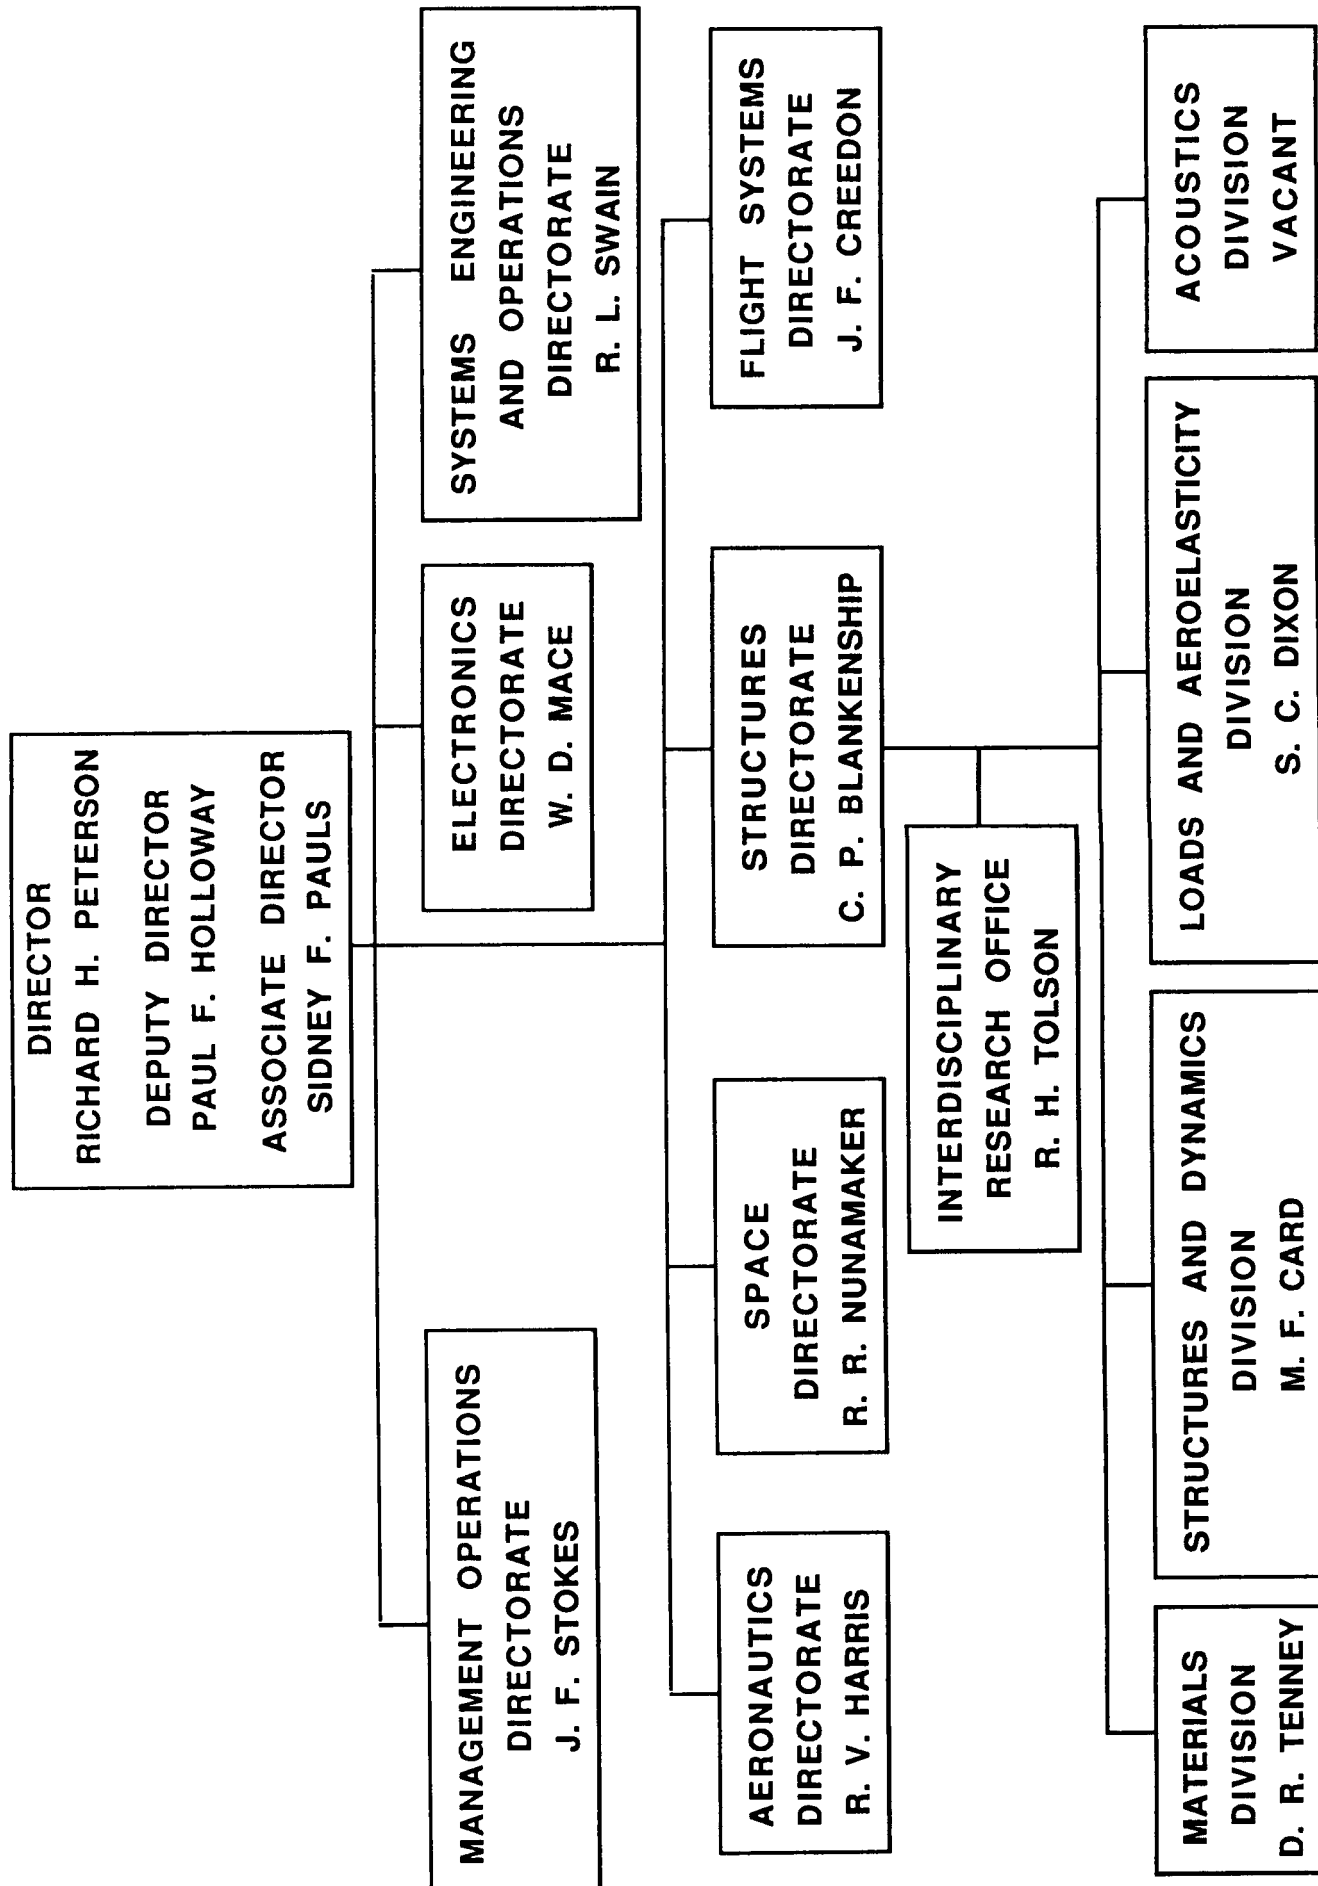 DIRECTOR
RICHARD H. PETERSON
DEPUTY DIRECTOR
PAUL F. HOLLOWAY
ASSOCIATE DIRECTOR
SIDNEY F. PAULS
MANAGEMENT OPERATIONS
DIRECTORATE
J. F. STOKES
ELECTRONICS
DIRECTORATE
W. D. MACE
SYSTEMS ENGINEERING
AND OPERATIONS
DIRECTORATE
R. L. SWAIN
AERONAUTICS
DIRECTORATE
R. V. HARRIS
SPACE
DIRECTORATE
R. R. NUNAMAKER
STRUCTURES
DIRECTORATE
C. P. BLANKENSHIP
FLIGHT SYSTEMS
DIRECTORATE
J. F. CREEDON
INTERDISCIPLINARY
RESEARCH OFFICE
R. H. TOLSON
MATERIALS
DIVISION
D. R. TENNEY
STRUCTURES AND DYNAMICS
DIVISION
M. F. CARD
LOADS AND AEROELASTICITY
DIVISION
S. C. DIXON
ACOUSTICS
DIVISION
VACANT